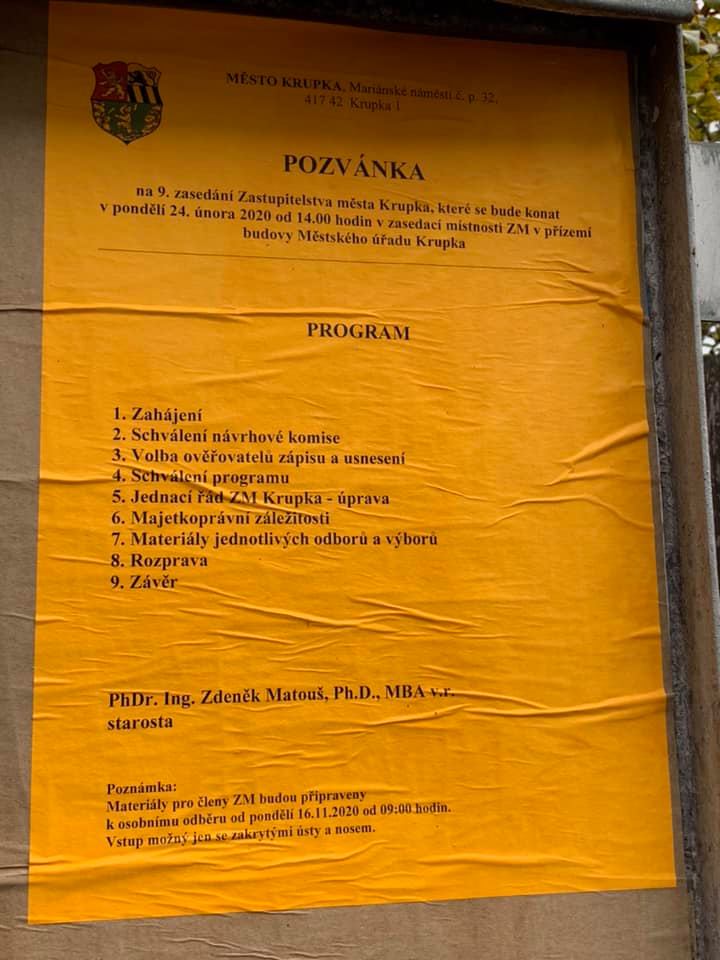 MĚSTO KRUPKA, Mariánské náměstí č. p. 32,
417 42 Krupka 1
POZVÁNKA
na 9. zasedání Zastupitelstva města Krupka, které se bude konat
v pondělí 24. února 2020 od 14.00 hodin v zasedací místnosti ZM v přízemí
budovy Městského úřadu Krupka
PROGRAM
1. Zahájení
2. Schválení návrhové komise
3. Volba ověřovatelů zápisu a usnesení
4. Schválení programu
5. Jednací řád ZM Krupka - úprava
6. Majetkoprávní záležitosti
7. Materiály jednotlivých odborů a výborů
8. Rozprava
9. Závěr
PhDr. Ing. Zdeněk Matouš, Ph.D., MBA v.r.
starosta
Poznámka:
Materiály pro členy ZM budou připraveny
k osobnímu odběru od pondělí 16.11.2020 od 09:00 hodin.
Vstup možný jen se zakrytými ústy a nosem.